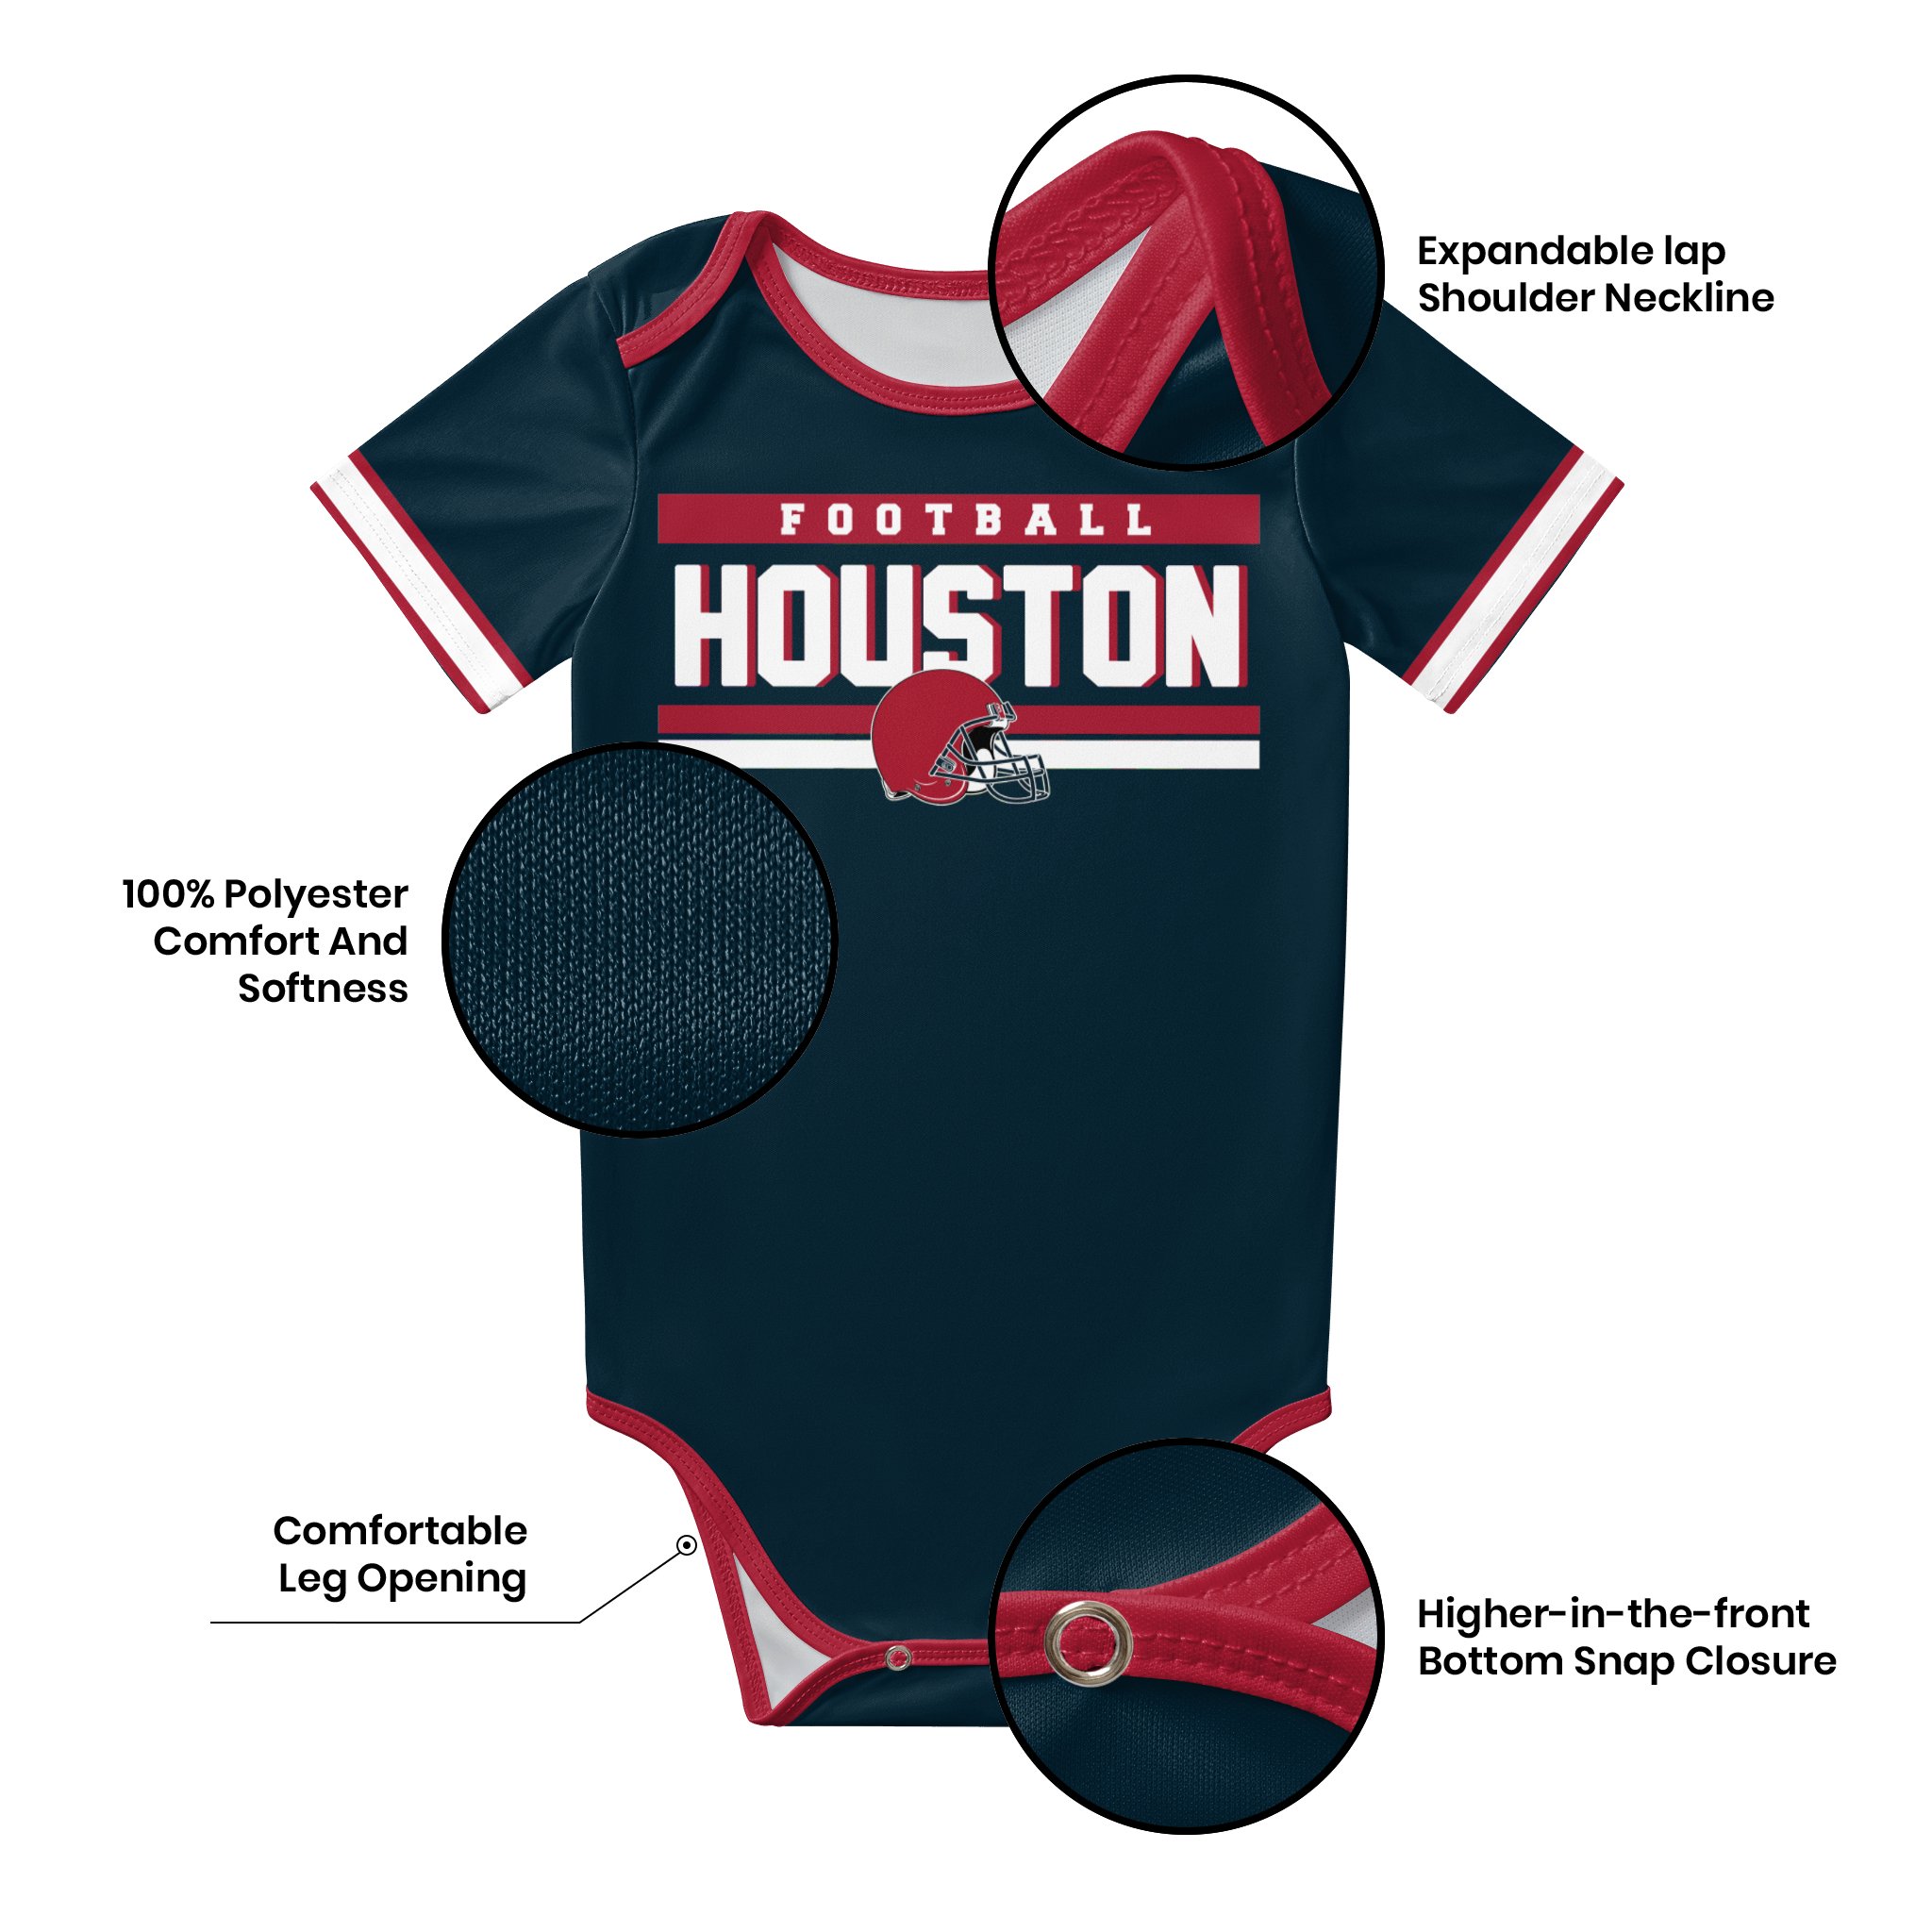 Expandable lap
Shoulder Neckline
FOOTBALL
HOUSTON
100% Polyester
Comfort And
Softness
Comfortable
Leg Opening
Higher-in-the-front
Bottom Snap Closure